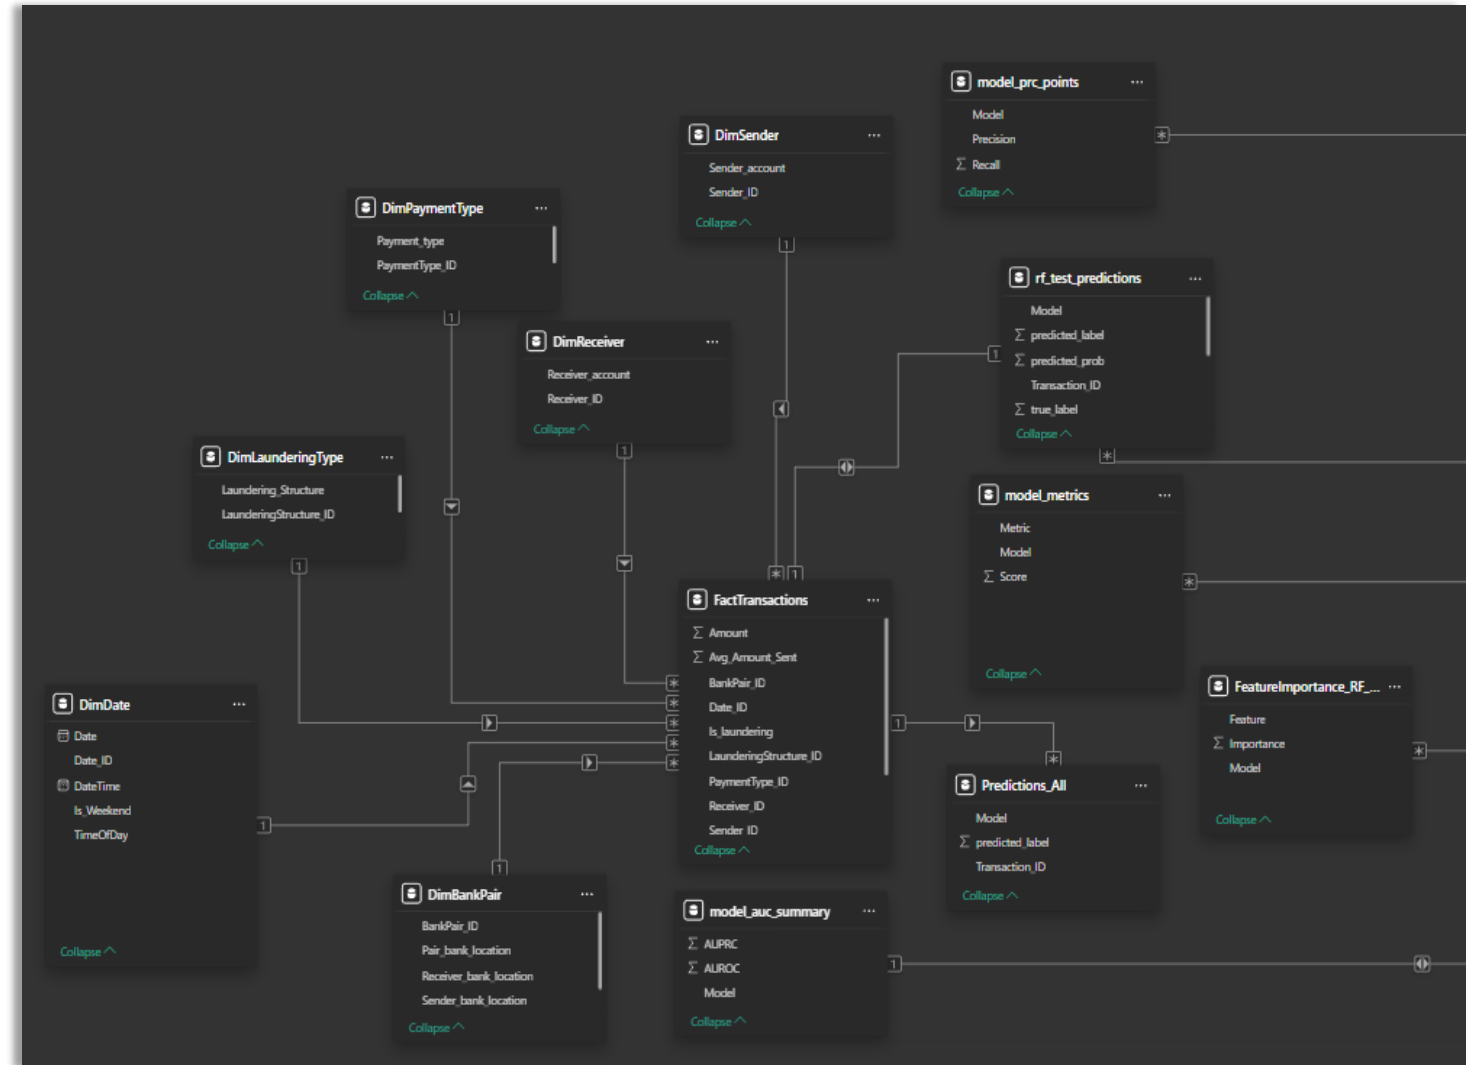 model_prc_points
Model
Precision
Recall
Collapse
DimSender
Sender_account
Sender_ID
Collapse
DimPaymentType
Payment_type
PaymentType_ID
Collapse
rf_test_predictions
Model
predicted_label
predicted_prob
Transaction_ID
true_label
Collapse
DimReceiver
Receiver_account
Receiver_ID
Collapse
DimLaunderingType
Laundering_Structure
LaunderingStructure_ID
Collapse
model_metrics
Metric
Model
Score
Collapse
FactTransactions
Amount
Avg_Amount_Sent
BankPair_ID
Date_ID
Is_laundering
LaunderingStructure_ID
PaymentType_ID
Receiver_ID
Sender_ID
Collapse
FeatureImportance_RF_...
Feature
Importance
Model
Collapse
DimDate
Date
Date_ID
DateTime
Is_Weekend
TimeOfDay
Collapse
Predictions_All
Model
predicted_label
Transaction_ID
Collapse
DimBankPair
BankPair_ID
Pair_bank_location
Receiver_bank_location
Sender_bank_location
Collapse
model_auc_summary
AUPRC
AUROC
Model
Collapse